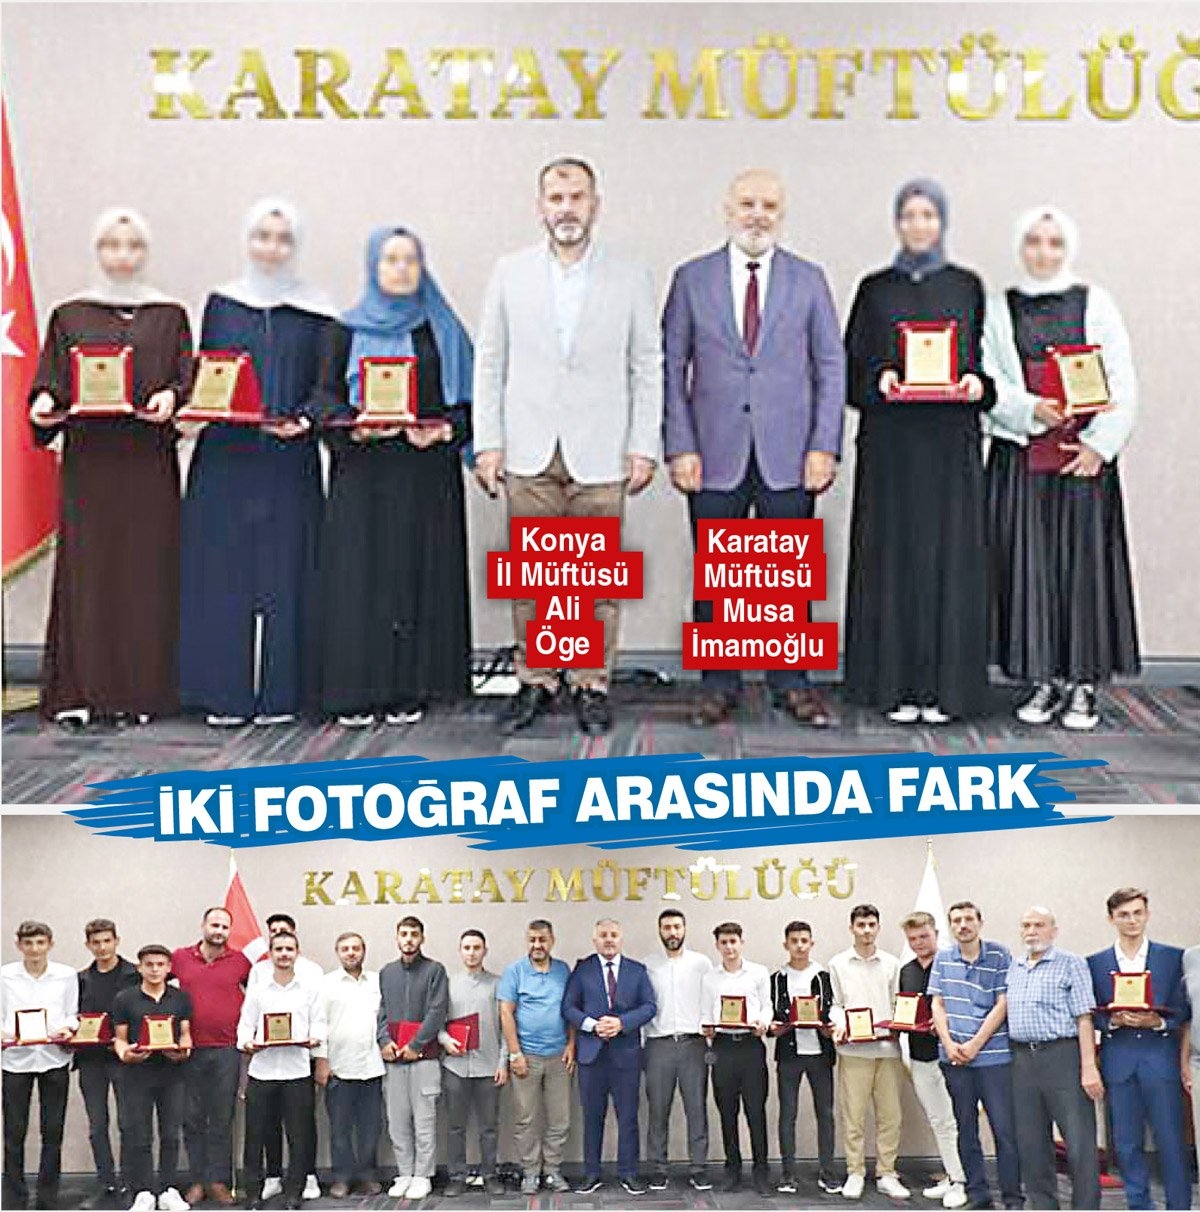 KARATAY MÜFTÜLÜĞ
Konya
İl Müftüsü
Ali
Öge
Karatay
Müftüsü
Musa
İmamoğlu
İKİ FOTOĞRAF ARASINDA FARK
KARATAY MÜFTÜLÜĞÜ